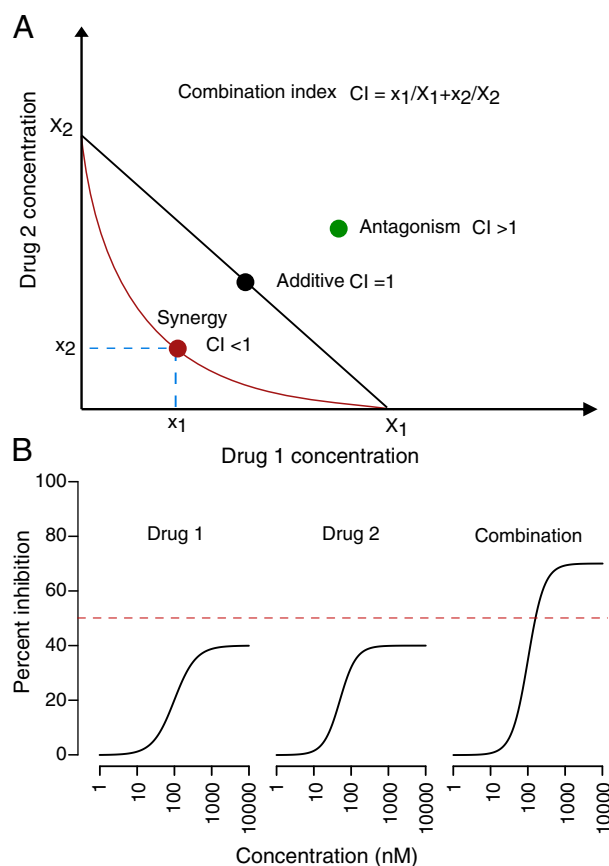 A
Combination index CI = x₁/X₁+x₂/X₂
X₂
Drug 2 concentration
Antagonism CI >1
Additive CI =1
Synergy
CI <1
x₂
x₁
X₁
Drug 1 concentration
B
Percent inhibition
100
80
60
40
20
0
Drug 1
Drug 2
Combination
1
10
100
1000
10000
1
10
100
1000
10000
1
10
100
1000
10000
Concentration (nM)